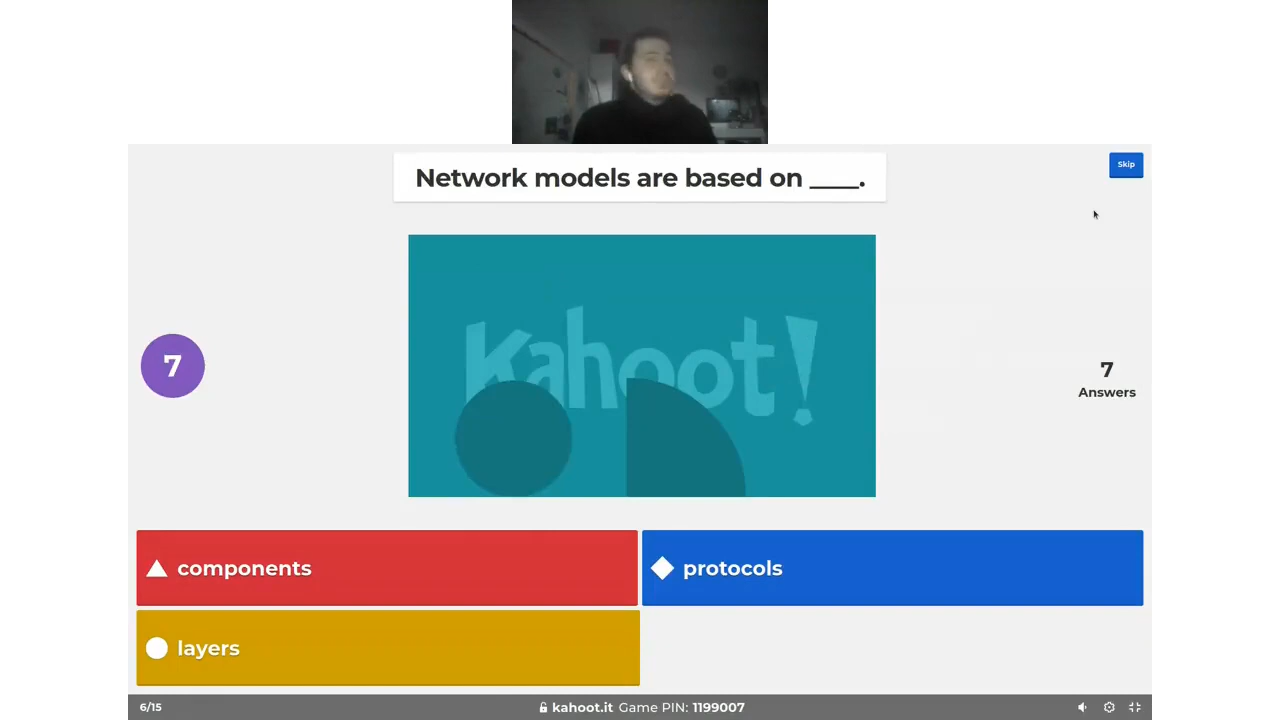 Network models are based on ____.
Skip
Kahoot!
7
7
Answers
components
protocols
layers
6/15
kahoot.it Game PIN: 1199007